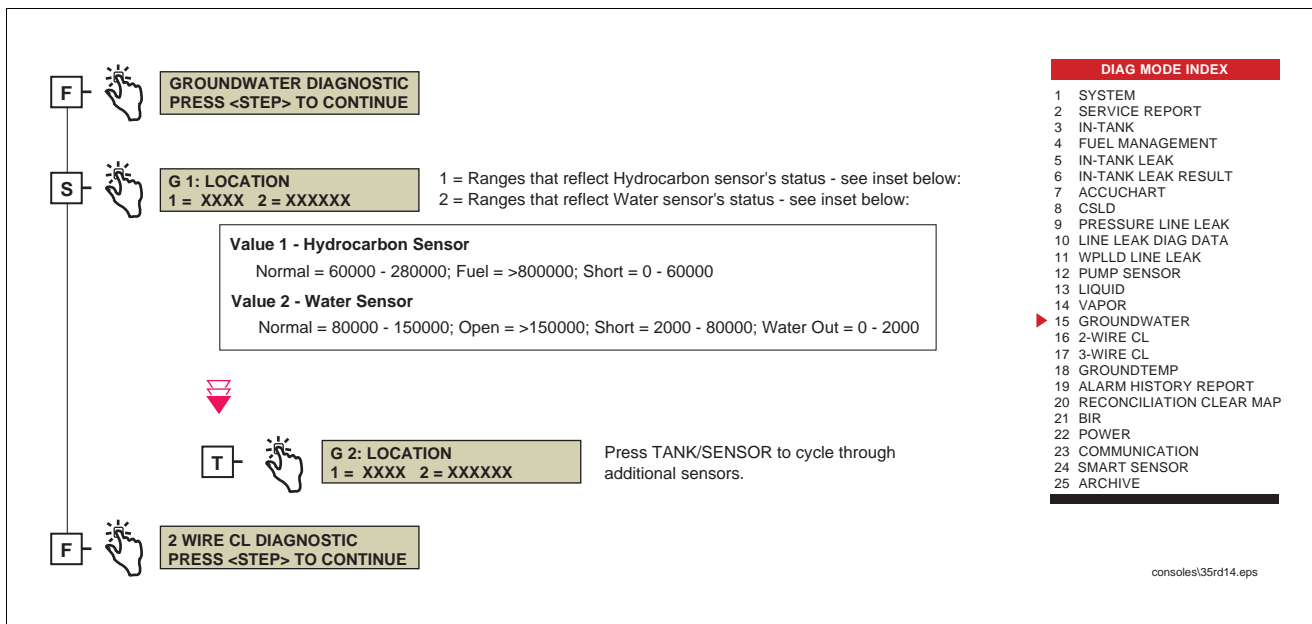 F
GROUNDWATER DIAGNOSTIC
PRESS <STEP> TO CONTINUE
S
G 1: LOCATION
1 = XXXX 2 = XXXXXX
1 = Ranges that reflect Hydrocarbon sensor's status - see inset below:
2 = Ranges that reflect Water sensor's status - see inset below:
Value 1 - Hydrocarbon Sensor
Normal = 60000 - 280000; Fuel = >800000; Short = 0 - 60000
Value 2 - Water Sensor
Normal = 80000 - 150000; Open = >150000; Short = 2000 - 80000; Water Out = 0 - 2000
T
G 2: LOCATION
1 = XXXX 2 = XXXXXX
Press TANK/SENSOR to cycle through
additional sensors.
F
2 WIRE CL DIAGNOSTIC
PRESS <STEP> TO CONTINUE
DIAG MODE INDEX
1 SYSTEM
2 SERVICE REPORT
3 IN-TANK
4 FUEL MANAGEMENT
5 IN-TANK LEAK
6 IN-TANK LEAK RESULT
7 ACCUCHART
8 CSLD
9 PRESSURE LINE LEAK
10 LINE LEAK DIAG DATA
11 WPLLD LINE LEAK
12 PUMP SENSOR
13 LIQUID
14 VAPOR
15 GROUNDWATER
16 2-WIRE CL
17 3-WIRE CL
18 GROUNDTEMP
19 ALARM HISTORY REPORT
20 RECONCILIATION CLEAR MAP
21 BIR
22 POWER
23 COMMUNICATION
24 SMART SENSOR
25 ARCHIVE
consoles\35rd14.eps